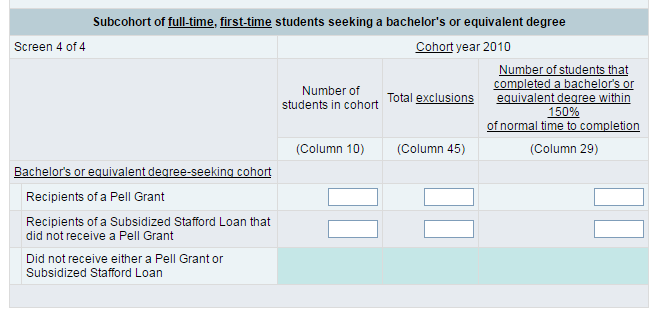 Subcohort of full-time, first-time students seeking a bachelor's or equivalent degree
Screen 4 of 4
Cohort year 2010
Number of
students in cohort
Total exclusions
Number of students that
completed a bachelor's or
equivalent degree within
150%
of normal time to completion
(Column 10)
(Column 45)
(Column 29)
Bachelor's or equivalent degree-seeking cohort
Recipients of a Pell Grant
Recipients of a Subsidized Stafford Loan that
did not receive a Pell Grant
Did not receive either a Pell Grant or
Subsidized Stafford Loan